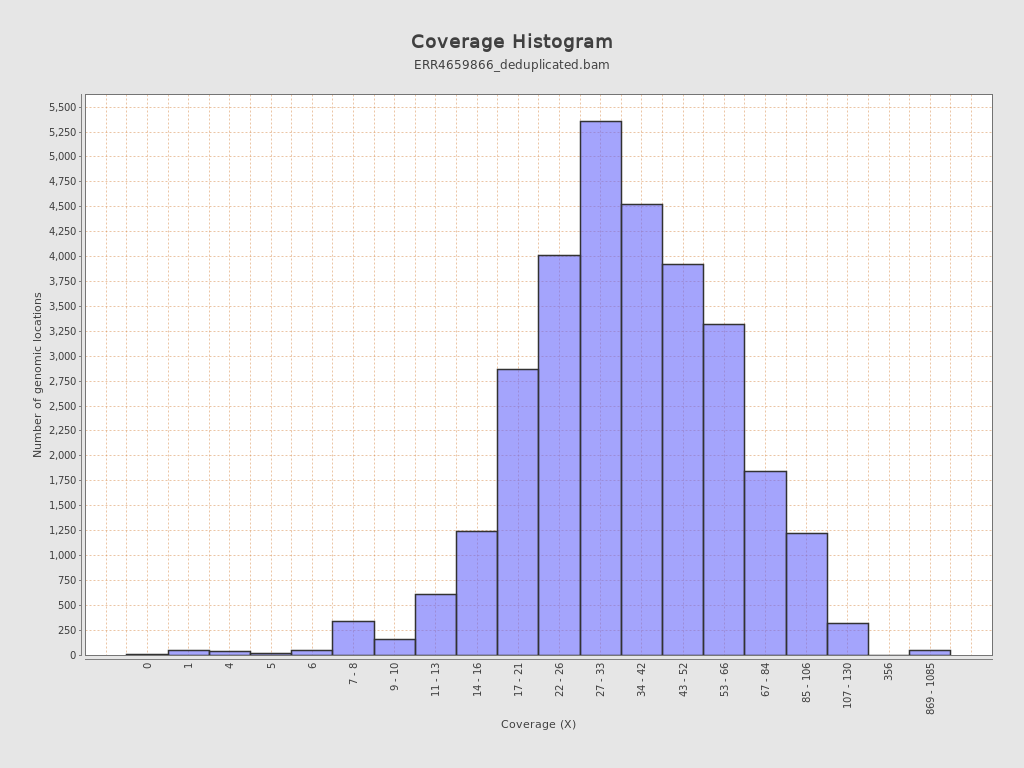 Coverage Histogram
ERR4659866_deduplicated.bam
Number of genomic locations
5,500
5,250
5,000
4,750
4,500
4,250
4,000
3,750
3,500
3,250
3,000
2,750
2,500
2,250
2,000
1,750
1,500
1,250
1,000
750
500
250
0
0
1
4
5
6
7 - 8
9 - 10
11 - 13
14 - 16
17 - 21
22 - 26
27 - 33
34 - 42
43 - 52
53 - 66
67 - 84
85 - 106
107 - 130
356
869 - 1085
Coverage (X)